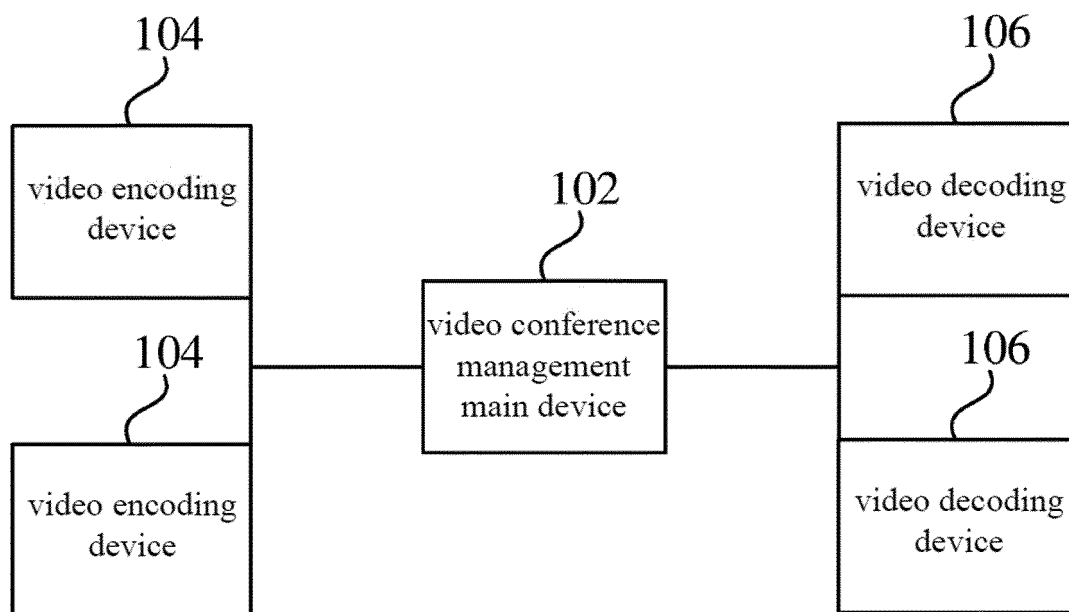 104
106
video encoding
device
video decoding
device
102
video conference
management
main device
104
106
video encoding
device
video decoding
device